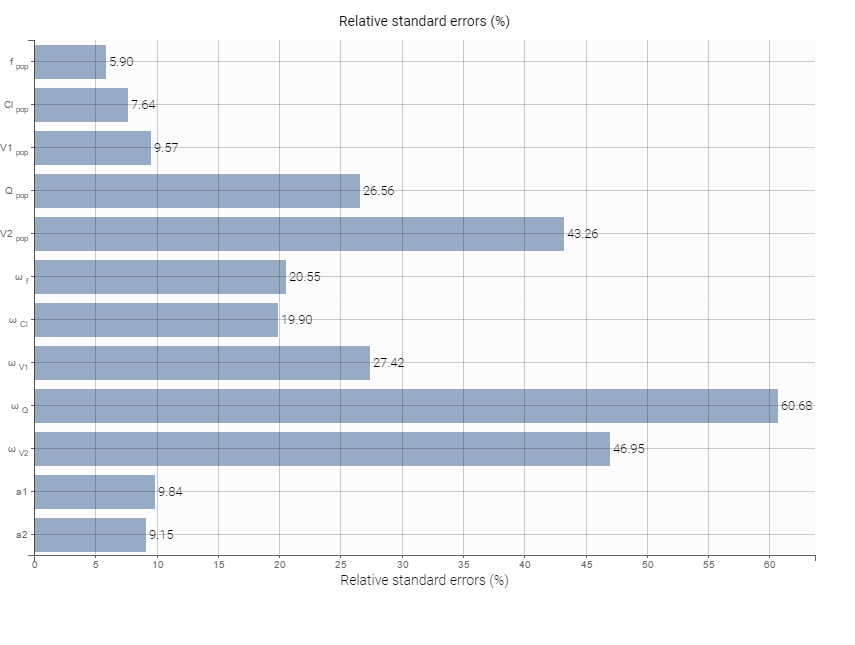 Relative standard errors (%)
f pop 5.90
Cl pop 7.64
V1 pop 9.57
Q pop 26.56
V2 pop 43.26
ω f 20.55
ω Cl 19.90
ω V1 27.42
ω Q 60.68
ω V2 46.95
a1 9.84
a2 9.15
0 5 10 15 20 25 30 35 40 45 50 55 60
Relative standard errors (%)